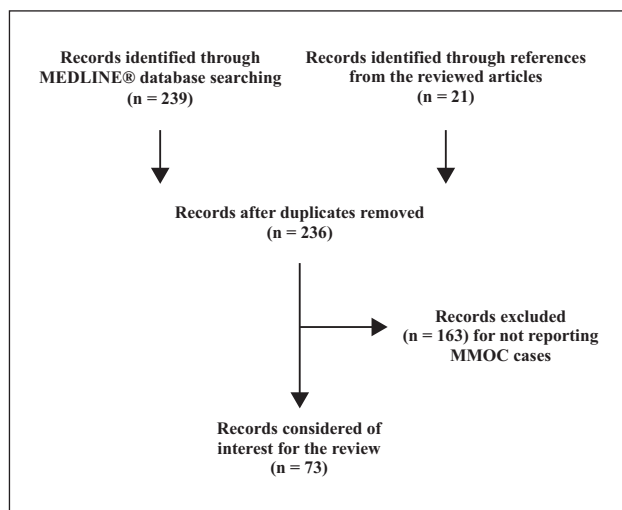 Records identified through
MEDLINE® database searching
(n = 239)
Records identified through references
from the reviewed articles
(n = 21)
Records after duplicates removed
(n = 236)
Records excluded
(n = 163) for not reporting
MMOC cases
Records considered of
interest for the review
(n = 73)